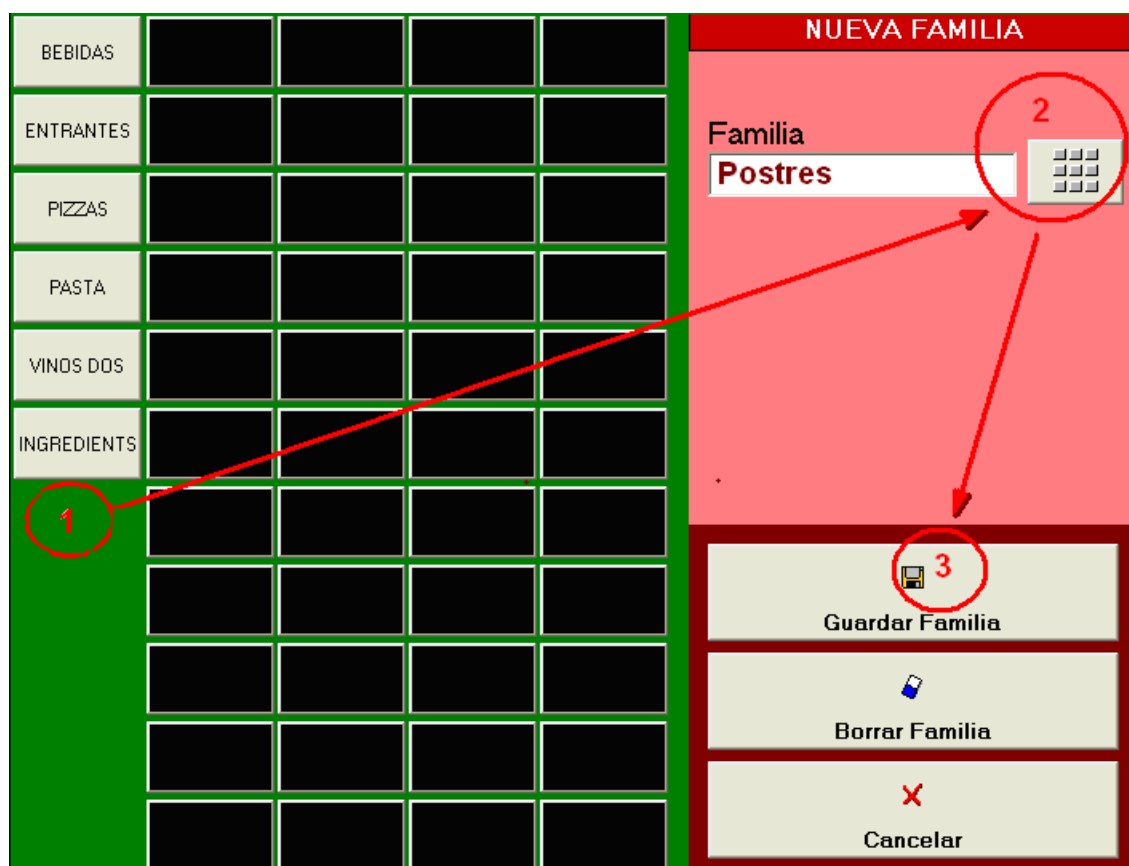 BEBIDAS
ENTRANTES
PIZZAS
PASTA
VINOS DOS
INGREDIENTS
1
NUEVA FAMILIA
2
Familia
Postres
3
Guardar Familia
Borrar Familia
Cancelar